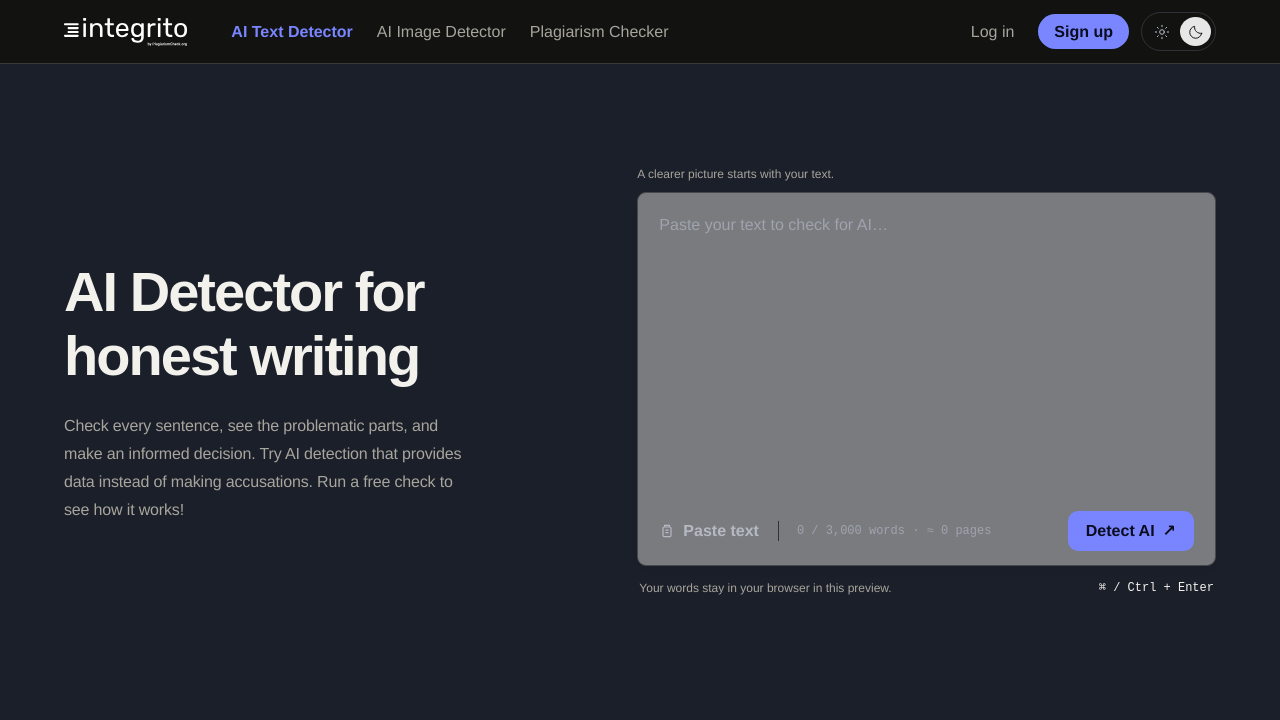 integrito
by PlagiarismCheck.org
AI Text Detector
AI Image Detector
Plagiarism Checker
Log in
Sign up
A clearer picture starts with your text.
Paste your text to check for AI…
AI Detector for
honest writing
Check every sentence, see the problematic parts, and
make an informed decision. Try AI detection that provides
data instead of making accusations. Run a free check to
see how it works!
Paste text
0 / 3,000 words · ≈ 0 pages
Detect AI ↗
Your words stay in your browser in this preview.
⌘ / Ctrl + Enter